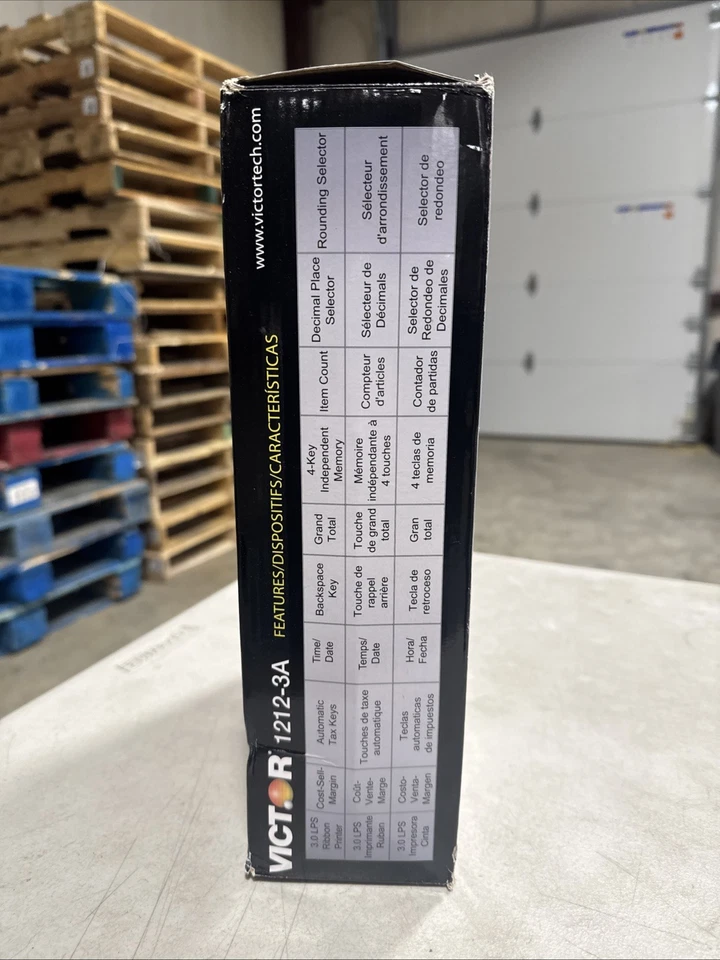 VICTOR 1212-3A FEATURES/DISPOSITIFS/CARACTERÍSTICAS www.victortech.com
3.0 LPS
Ribbon
Printer
Cost-Sell-
Margin
Automatic
Tax Keys
Time/
Date
Backspace
Key
Grand
Total
4-Key
Independent
Memory
Item Count
Decimal Place
Selector
Rounding Selector
3.0 LPS
Imprimante
Ruban
Coût-
Vente-
Marge
Touches de taxe
automatique
Temps/
Date
Touche de
rappel
arrière
Touche
de grand
total
Mémoire
indépendante à
4 touches
Compteur
d'articles
Sélecteur de
Décimals
Sélecteur
d'arrondissement
3.0 LPS
Impresora
Cinta
Costo-
Venta-
Margen
Teclas
automaticas
de impuestos
Hora/
Fecha
Tecla de
retroceso
Gran
total
4 teclas de
memoria
Contador
de partidas
Selector de
Redondeo de
Decimales
Selector de
redondeo